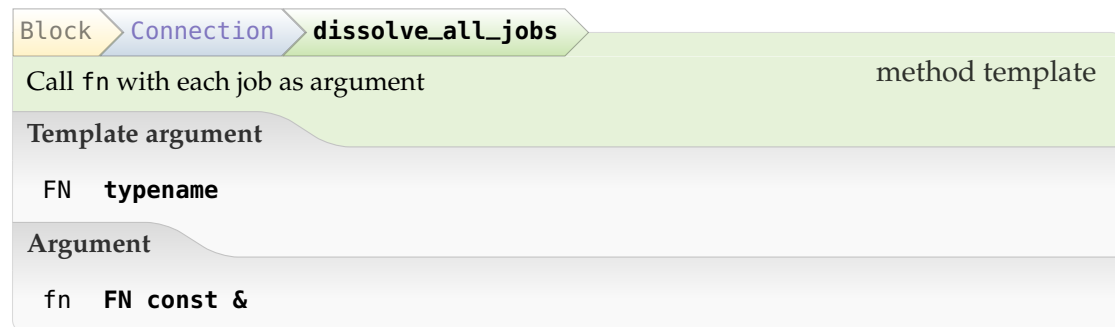 Block Connection dissolve_all_jobs
method template
Call fn with each job as argument
Template argument
FN typename
Argument
fn FN const &